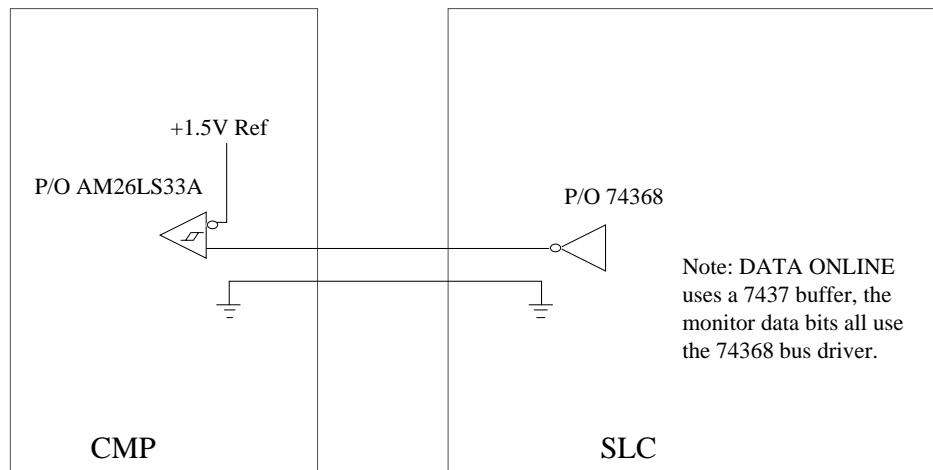 +1.5V Ref
P/O AM26LS33A
P/O 74368
Note: DATA ONLINE
uses a 7437 buffer, the
monitor data bits all use
the 74368 bus driver.
CMP
SLC